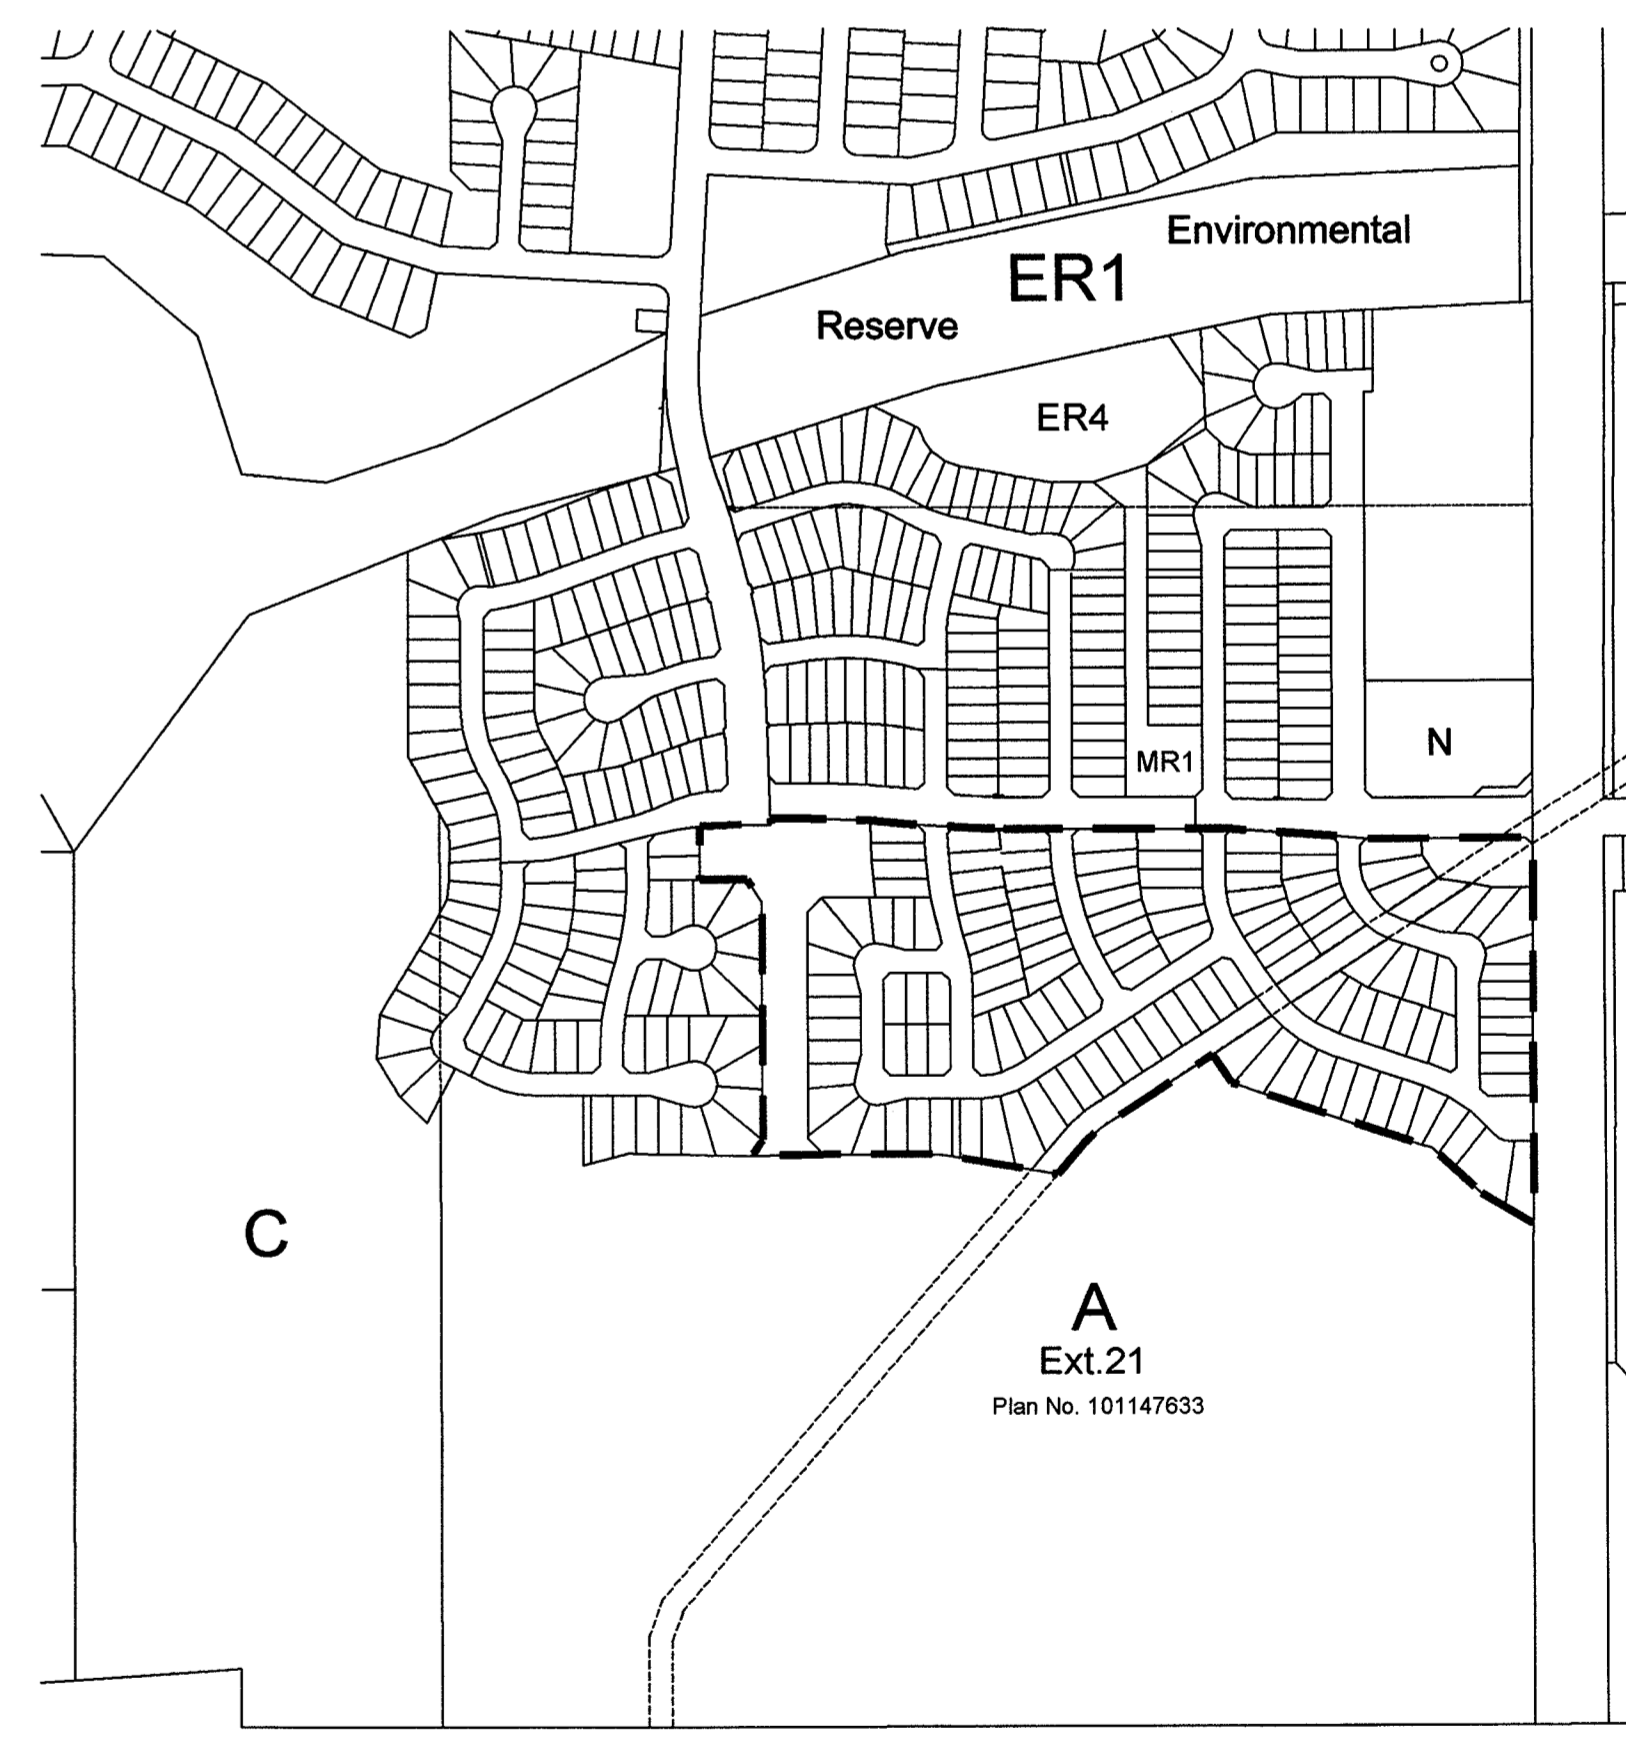 Environmental
ER1
Reserve
ER4
N
MR1
C
A
Ext.21
Plan No. 101147633